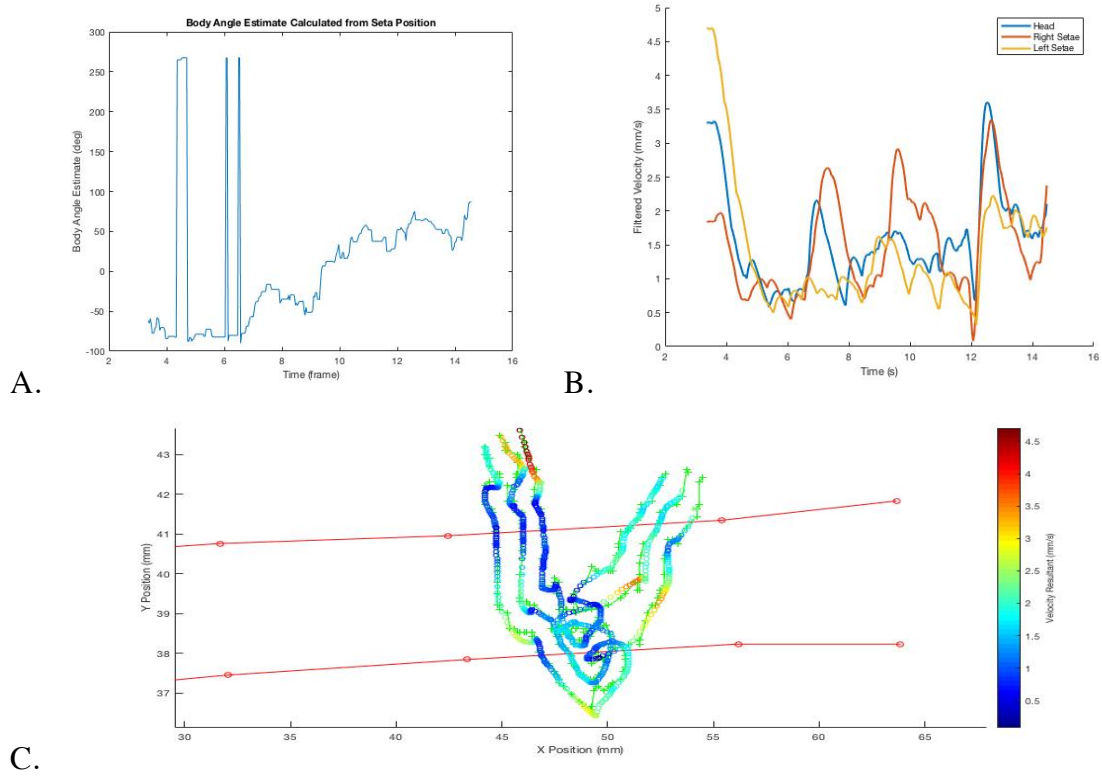 Body Angle Estimate Calculated from Seta Position
300
250
200
150
100
50
0
-50
-100
Body Angle Estimate (deg)
2 4 6 8 10 12 14 16
Time (frame)
A.
5
4.5
4
3.5
3
2.5
2
1.5
1
0.5
0
Filtered Velocity (mm/s)
Head
Right Setae
Left Setae
2 4 6 8 10 12 14 16
Time (s)
B.
43
42
41
40
39
38
37
Y Position (mm)
30 35 40 45 50 55 60 65
X Position (mm)
4.5
4
3.5
3
2.5
2
1.5
1
0.5
Velocity Resultant (mm/s)
C.